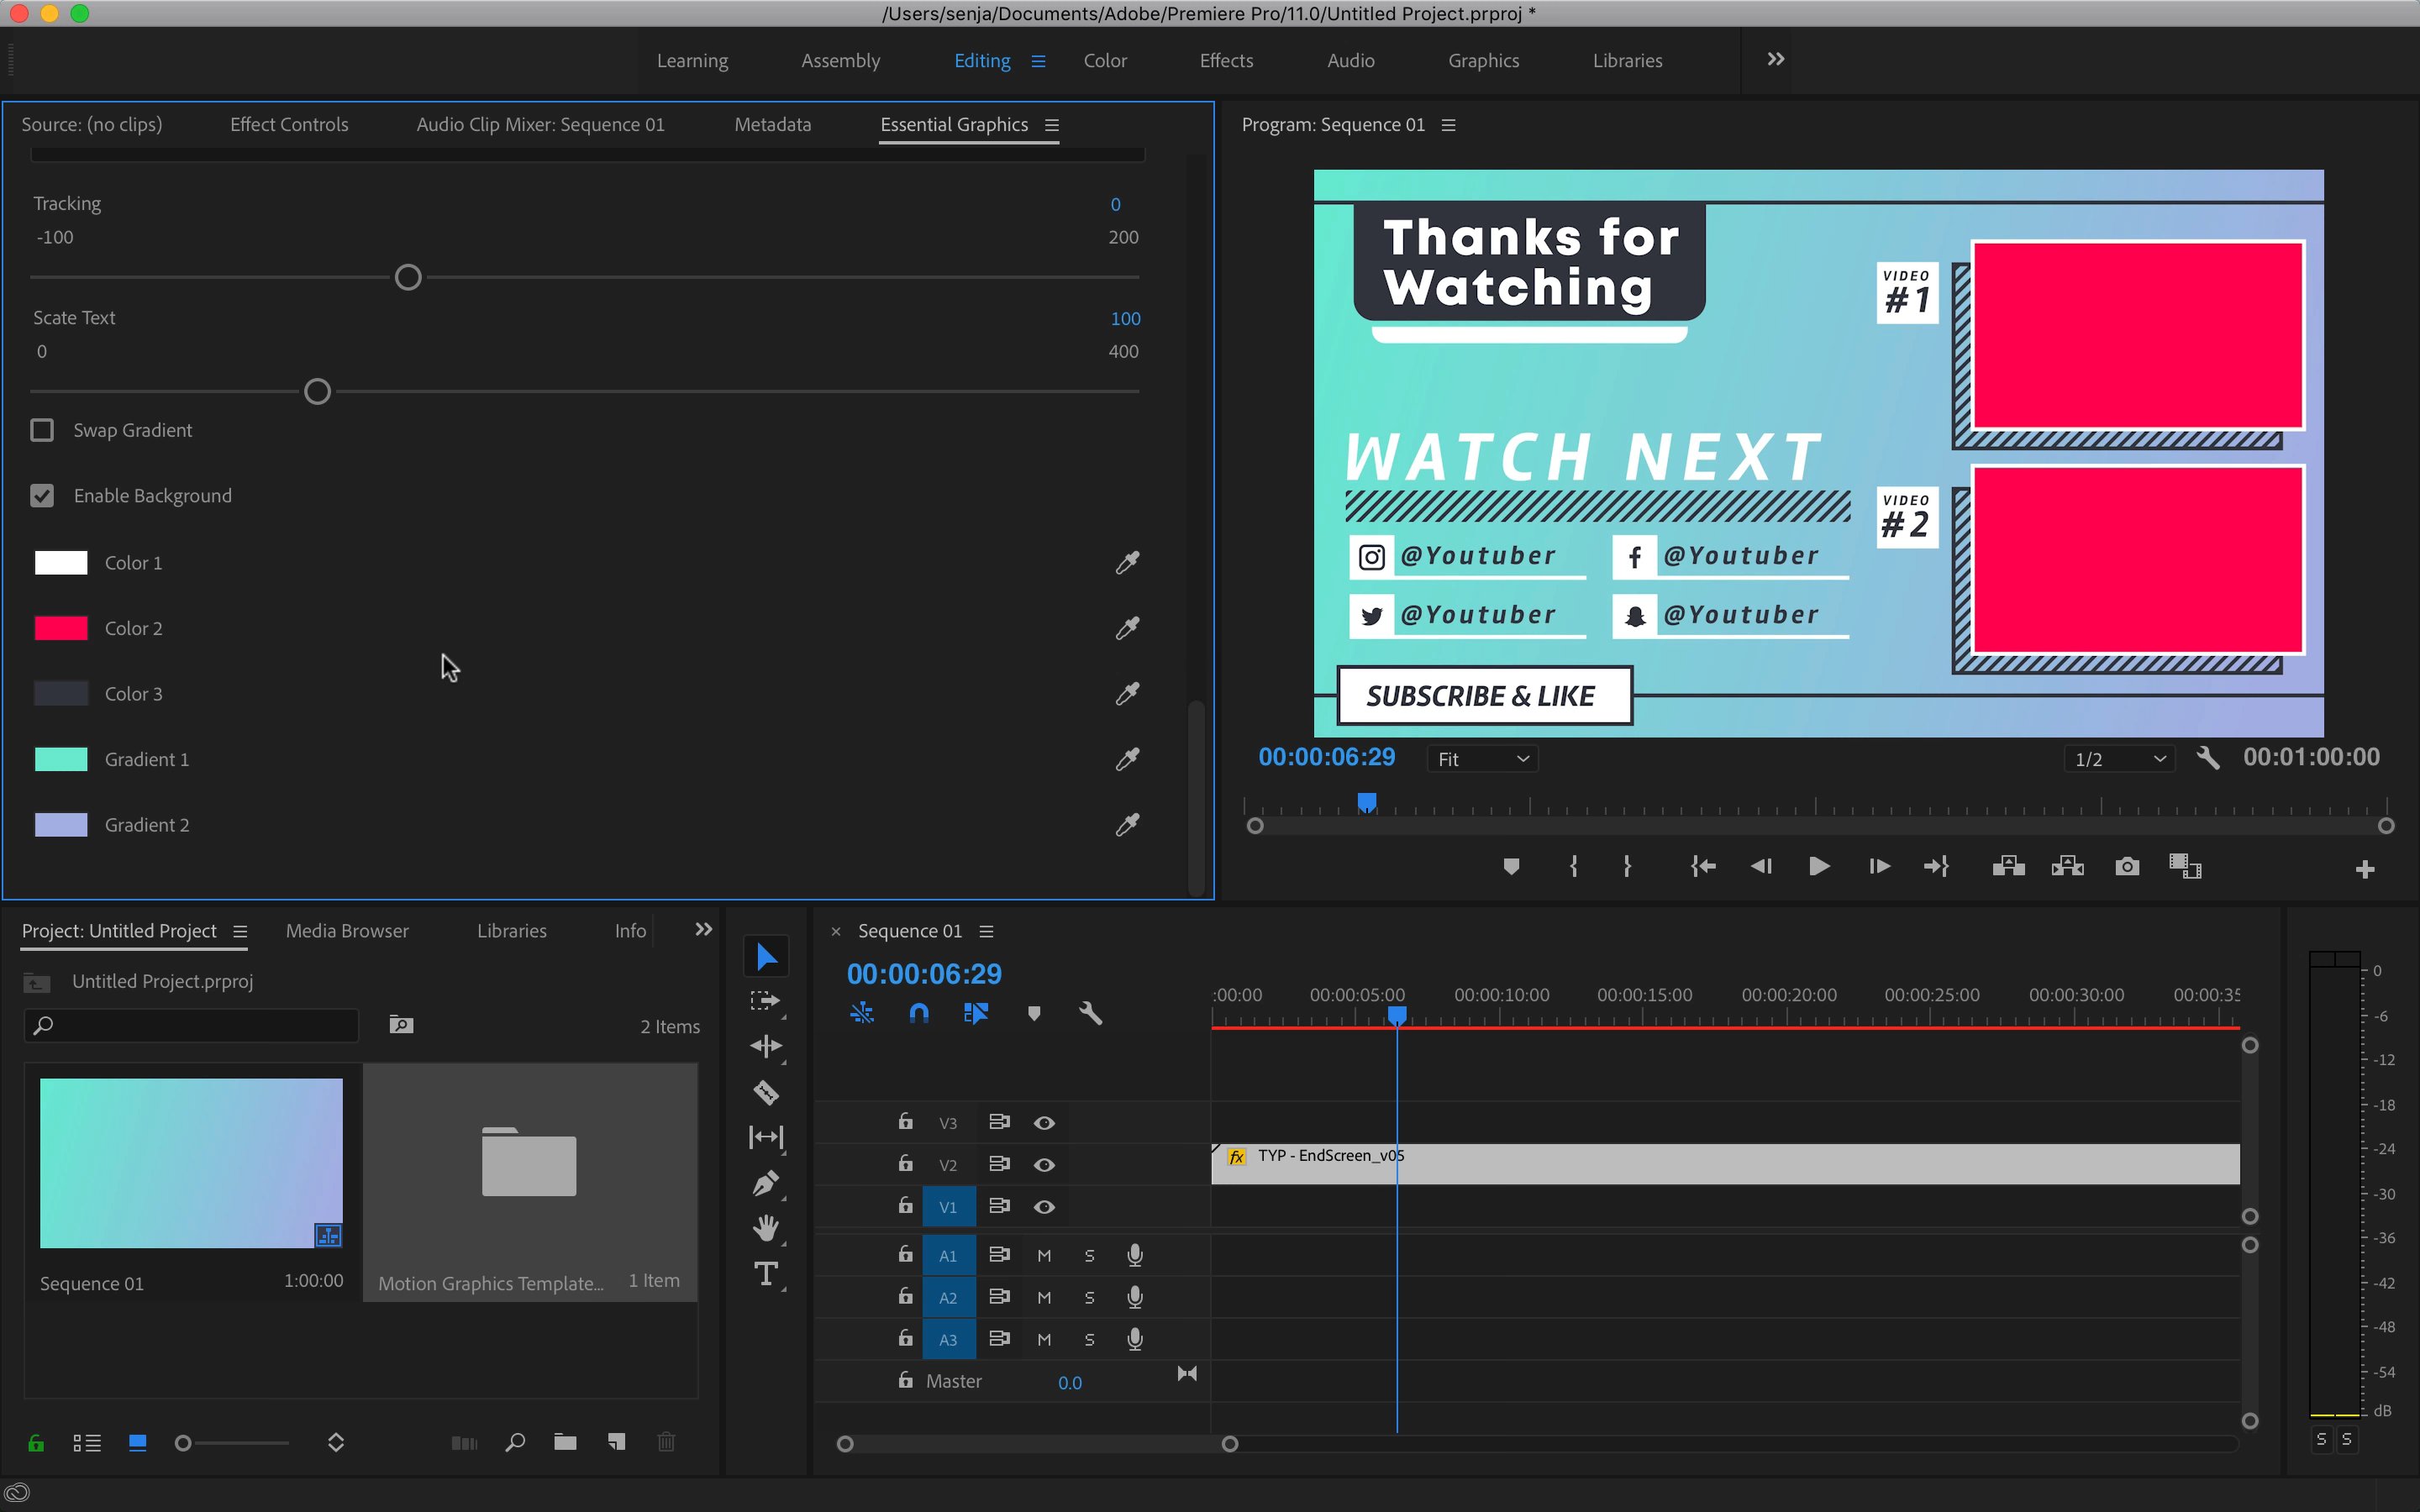 /Users/senja/Documents/Adobe/Premiere Pro/11.0/Untitled Project.prproj *
Learning Assembly Editing Color Effects Audio Graphics Libraries
Source: (no clips) Effect Controls Audio Clip Mixer: Sequence 01 Metadata Essential Graphics
Tracking 0
-100 200
Scate Text 100
0 400
Swap Gradient
Enable Background
Color 1
Color 2
Color 3
Gradient 1
Gradient 2
Program: Sequence 01
Thanks for
Watching
VIDEO
#1
WATCH NEXT
VIDEO
#2
@Youtuber @Youtuber
@Youtuber @Youtuber
SUBSCRIBE & LIKE
00:00:06:29 Fit 1/2 00:01:00:00
Project: Untitled Project Media Browser Libraries Info
Untitled Project.prproj
2 Items
Sequence 01 1:00:00
Motion Graphics Template... 1 Item
Sequence 01
00:00:06:29
:00:00 00:00:05:00 00:00:10:00 00:00:15:00 00:00:20:00 00:00:25:00 00:00:30:00 00:00:35
V3
V2 fx TYP - EndScreen_v05
V1
A1 M S
A2 M S
A3 M S
Master 0.0
0
-6
-12
-18
-24
-30
-36
-42
-48
-54
dB
S S